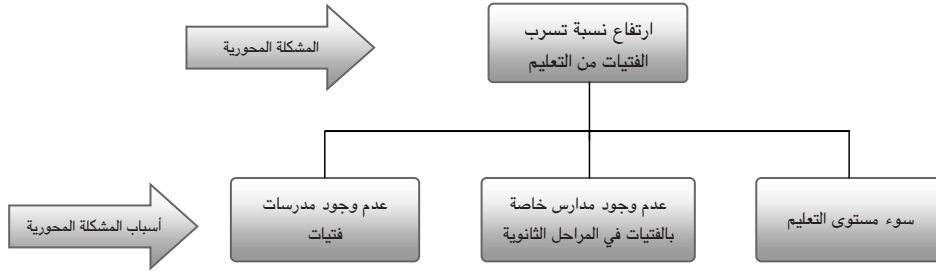 ارتفاع نسبة تسرب
الفتيات من التعليم
المشكلة المحورية
سوء مستوى التعليم
عدم وجود مدارس خاصة
بالفتيات في المراحل الثانوية
عدم وجود مدرسات
فتيات
أسباب المشكلة المحورية